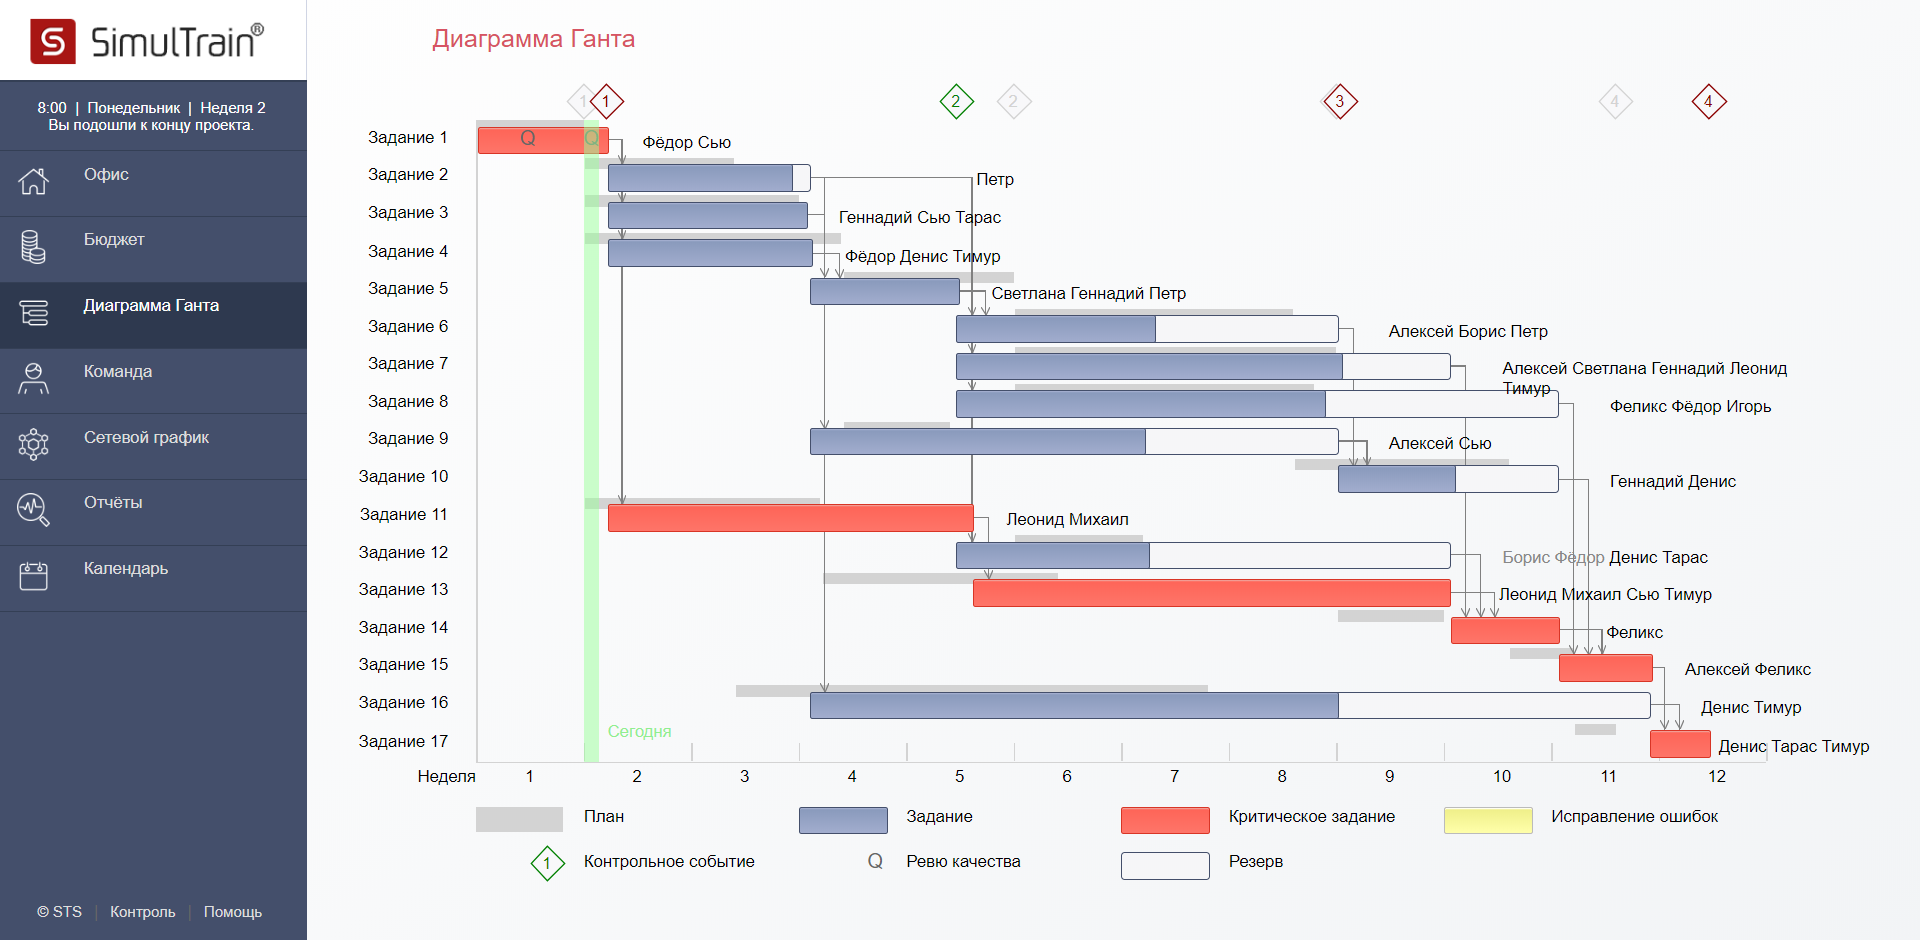 S SimulTrain®
Диаграмма Ганта
8:00 | Понедельник | Неделя 2
Вы подошли к концу проекта.
Офис
Бюджет
Диаграмма Ганта
Команда
Сетевой график
Отчёты
Календарь
© STS | Контроль | Помощь
1 1 2 2 3 4 4
Задание 1 Q Q Фёдор Сью
Задание 2 Петр
Задание 3 Геннадий Сью Тарас
Задание 4 Фёдор Денис Тимур
Задание 5 Светлана Геннадий Петр
Задание 6 Алексей Борис Петр
Задание 7 Алексей Светлана Геннадий Леонид
Тимур
Задание 8 Феликс Фёдор Игорь
Задание 9 Алексей Сью
Задание 10 Геннадий Денис
Задание 11 Леонид Михаил
Задание 12 Борис Фёдор Денис Тарас
Задание 13 Леонид Михаил Сью Тимур
Задание 14 Феликс
Задание 15 Алексей Феликс
Задание 16 Денис Тимур
Сегодня
Задание 17 Денис Тарас Тимур
Неделя 1 2 3 4 5 6 7 8 9 10 11 12
План Задание Критическое задание Исправление ошибок
1 Контрольное событие Q Ревю качества Резерв